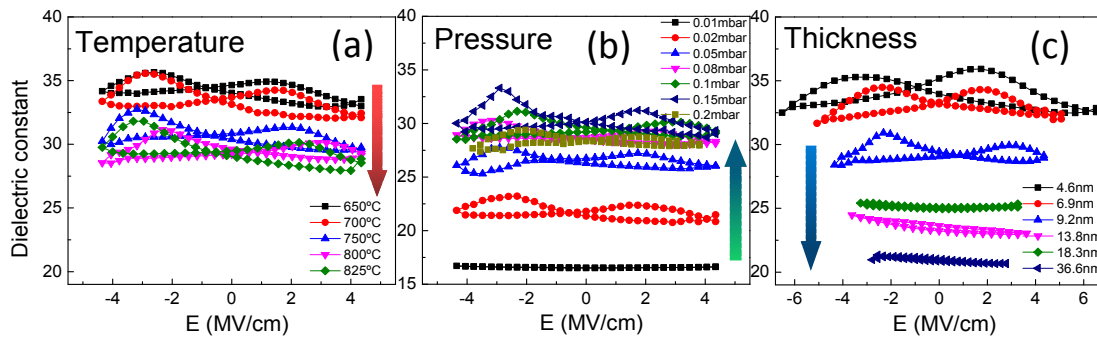 Temperature
(a)
40
35
30
25
20
Dielectric constant
-4
-2
0
2
4
E (MV/cm)
650ºC
700ºC
750ºC
800ºC
825ºC
Pressure
(b)
40
35
30
25
20
15
-4
-2
0
2
4
E (MV/cm)
0.01mbar
0.02mbar
0.05mbar
0.08mbar
0.1mbar
0.15mbar
0.2mbar
Thickness
(c)
40
35
30
25
20
-6
-4
-2
0
2
4
6
E (MV/cm)
4.6nm
6.9nm
9.2nm
13.8nm
18.3nm
36.6nm